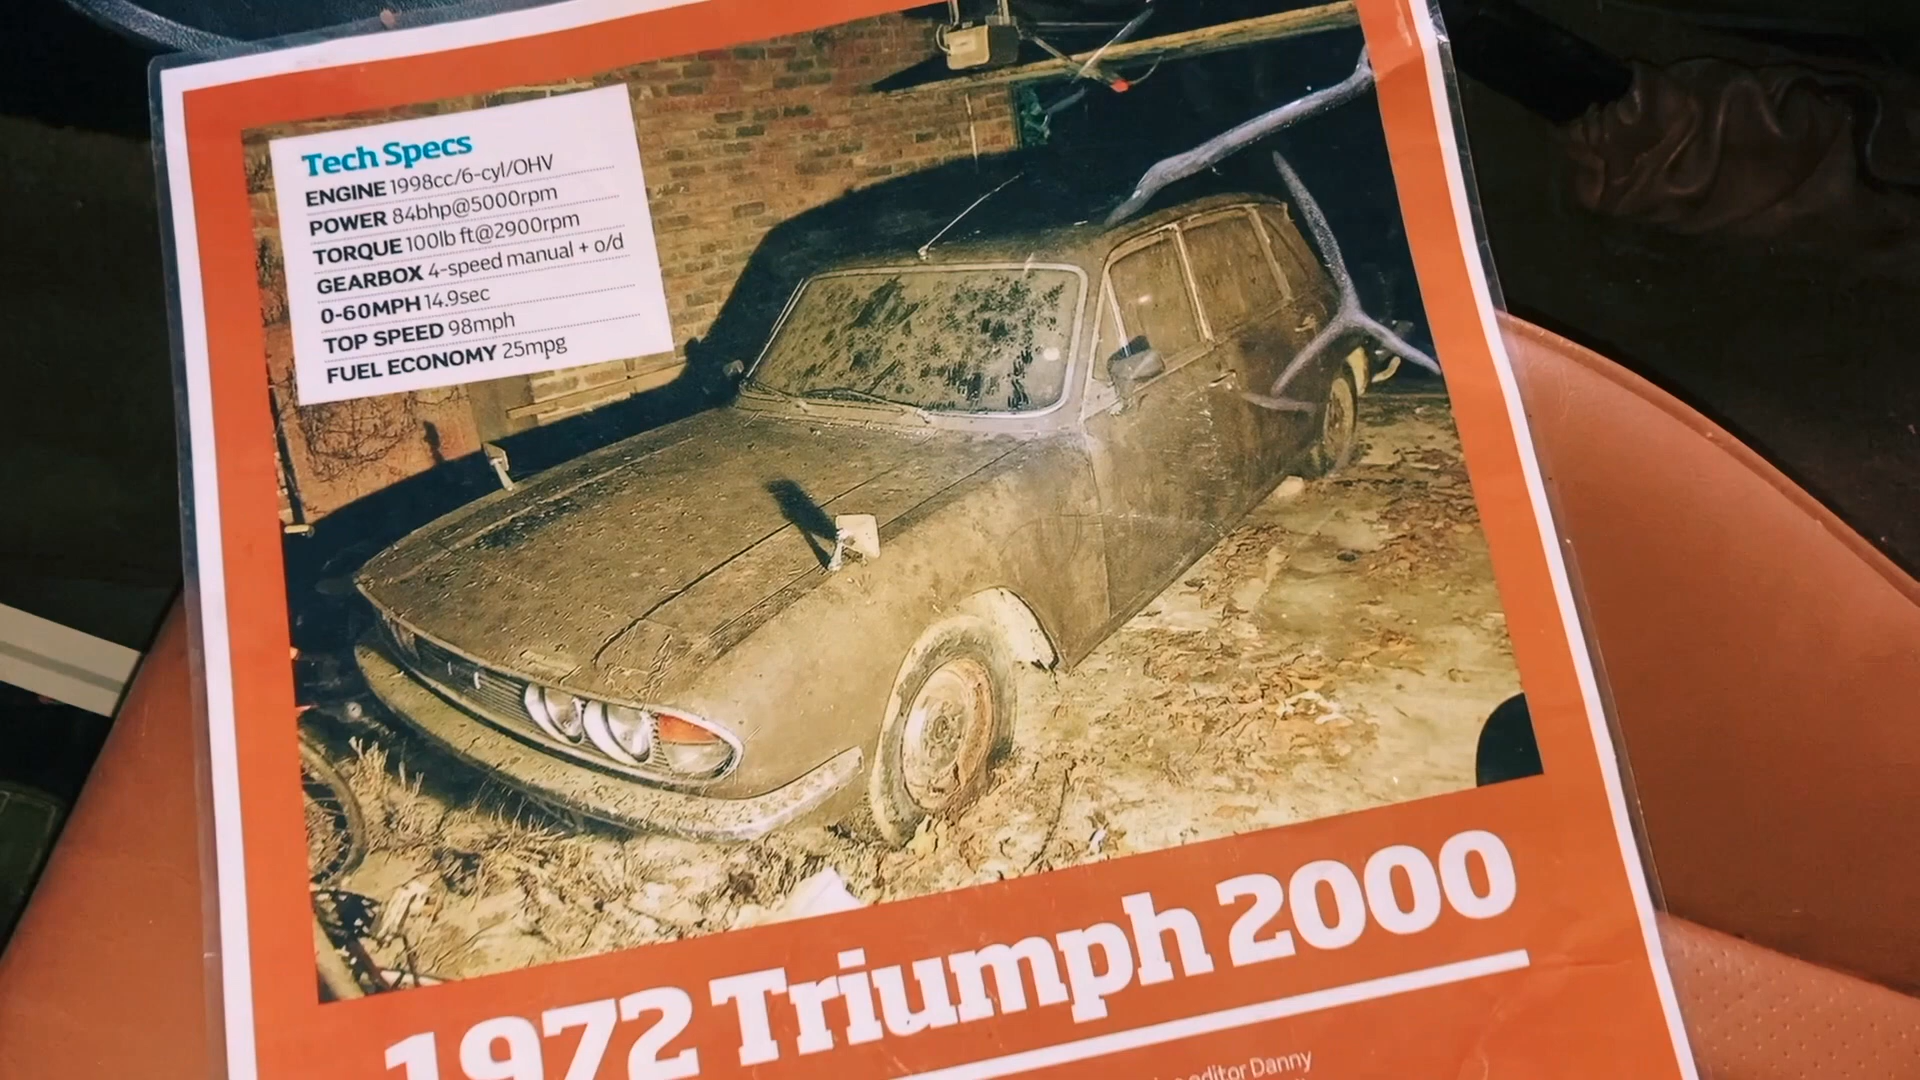 Tech Specs
ENGINE 1998cc/6-cyl/OHV
POWER 84bhp@5000rpm
TORQUE 100lb ft@2900rpm
GEARBOX 4-speed manual + o/d
0-60MPH 14.9sec
TOP SPEED 98mph
FUEL ECONOMY 25mpg
1972 Triumph 2000
editor Danny